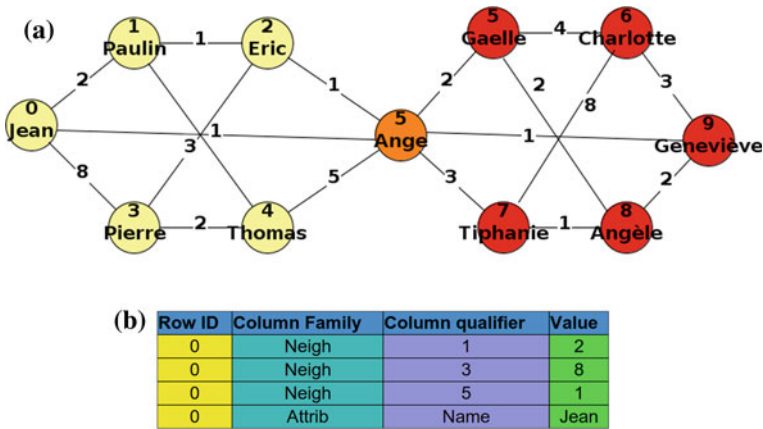 (a)
1
Paulin
1
2
Eric
5
Gaelle
4
6
Charlotte
2
1
2
2
8
3
0
Jean
3
1
5
Ange
1
9
Geneviève
8
5
3
2
3
Pierre
2
4
Thomas
7
Tiphanie
1
8
Angèle
(b)
Row ID Column Family Column qualifier Value
0 Neigh 1 2
0 Neigh 3 8
0 Neigh 5 1
0 Attrib Name Jean